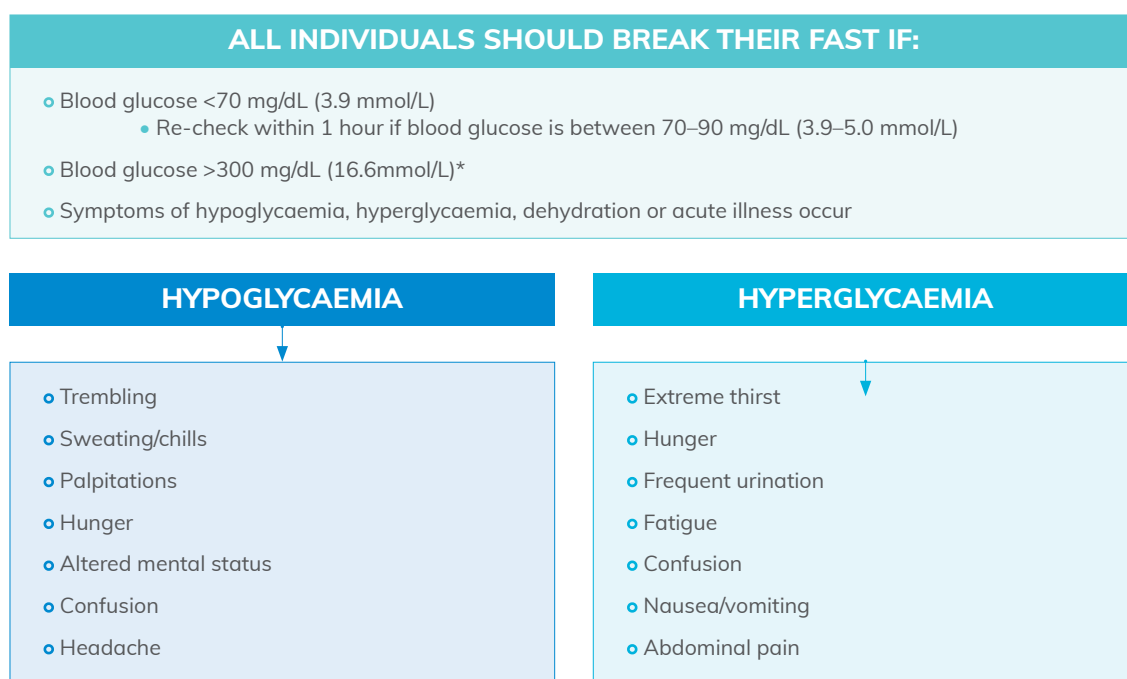 ALL INDIVIDUALS SHOULD BREAK THEIR FAST IF:
Blood glucose <70 mg/dL (3.9 mmol/L)
Re-check within 1 hour if blood glucose is between 70–90 mg/dL (3.9–5.0 mmol/L)
Blood glucose >300 mg/dL (16.6mmol/L)*
Symptoms of hypoglycaemia, hyperglycaemia, dehydration or acute illness occur
HYPOGLYCAEMIA
Trembling
Sweating/chills
Palpitations
Hunger
Altered mental status
Confusion
Headache
HYPERGLYCAEMIA
Extreme thirst
Hunger
Frequent urination
Fatigue
Confusion
Nausea/vomiting
Abdominal pain